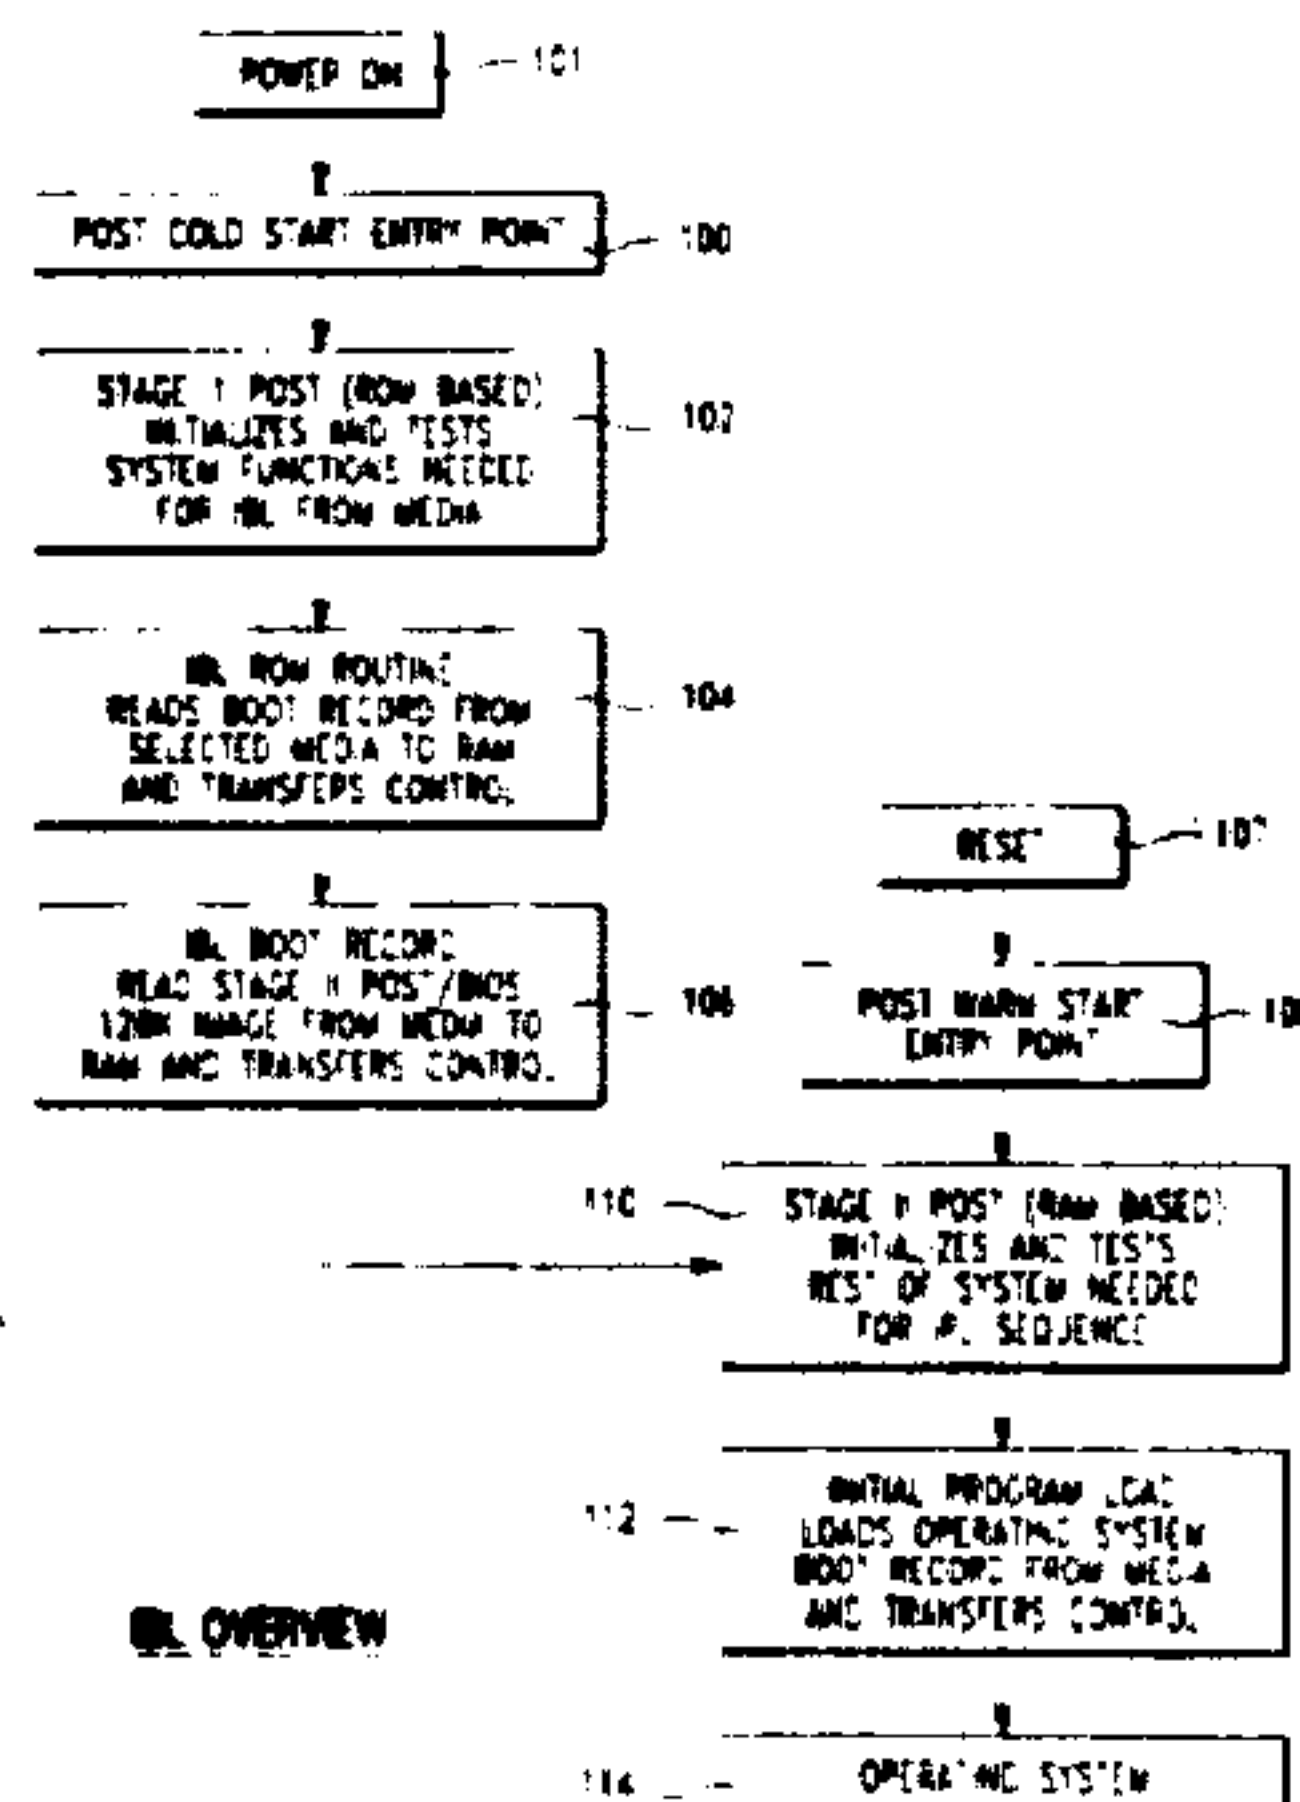 POWER ON
101
POST COLD START ENTRY POINT
100
STAGE I POST (ROM BASED)
INITIALIZES AND TESTS
SYSTEM FUNCTIONS NEEDED
FOR IBL FROM MEDIA
102
IBL ROM ROUTINE
READS BOOT RECORD FROM
SELECTED MEDIA TO RAM
AND TRANSFERS CONTROL
104
IBL BOOT RECORD
READ STAGE II POST/BIOS
128K IMAGE FROM MEDIA TO
RAM AND TRANSFERS CONTROL
106
RESET
POST WARM START
ENTRY POINT
110
STAGE II POST (RAM BASED)
INITIALIZES AND TESTS
REST OF SYSTEM NEEDED
FOR IPL SEQUENCE
112
INITIAL PROGRAM LOAD
LOADS OPERATING SYSTEM
BOOT RECORD FROM MEDIA
AND TRANSFERS CONTROL
IBL OVERVIEW
114
OPERATING SYSTEM